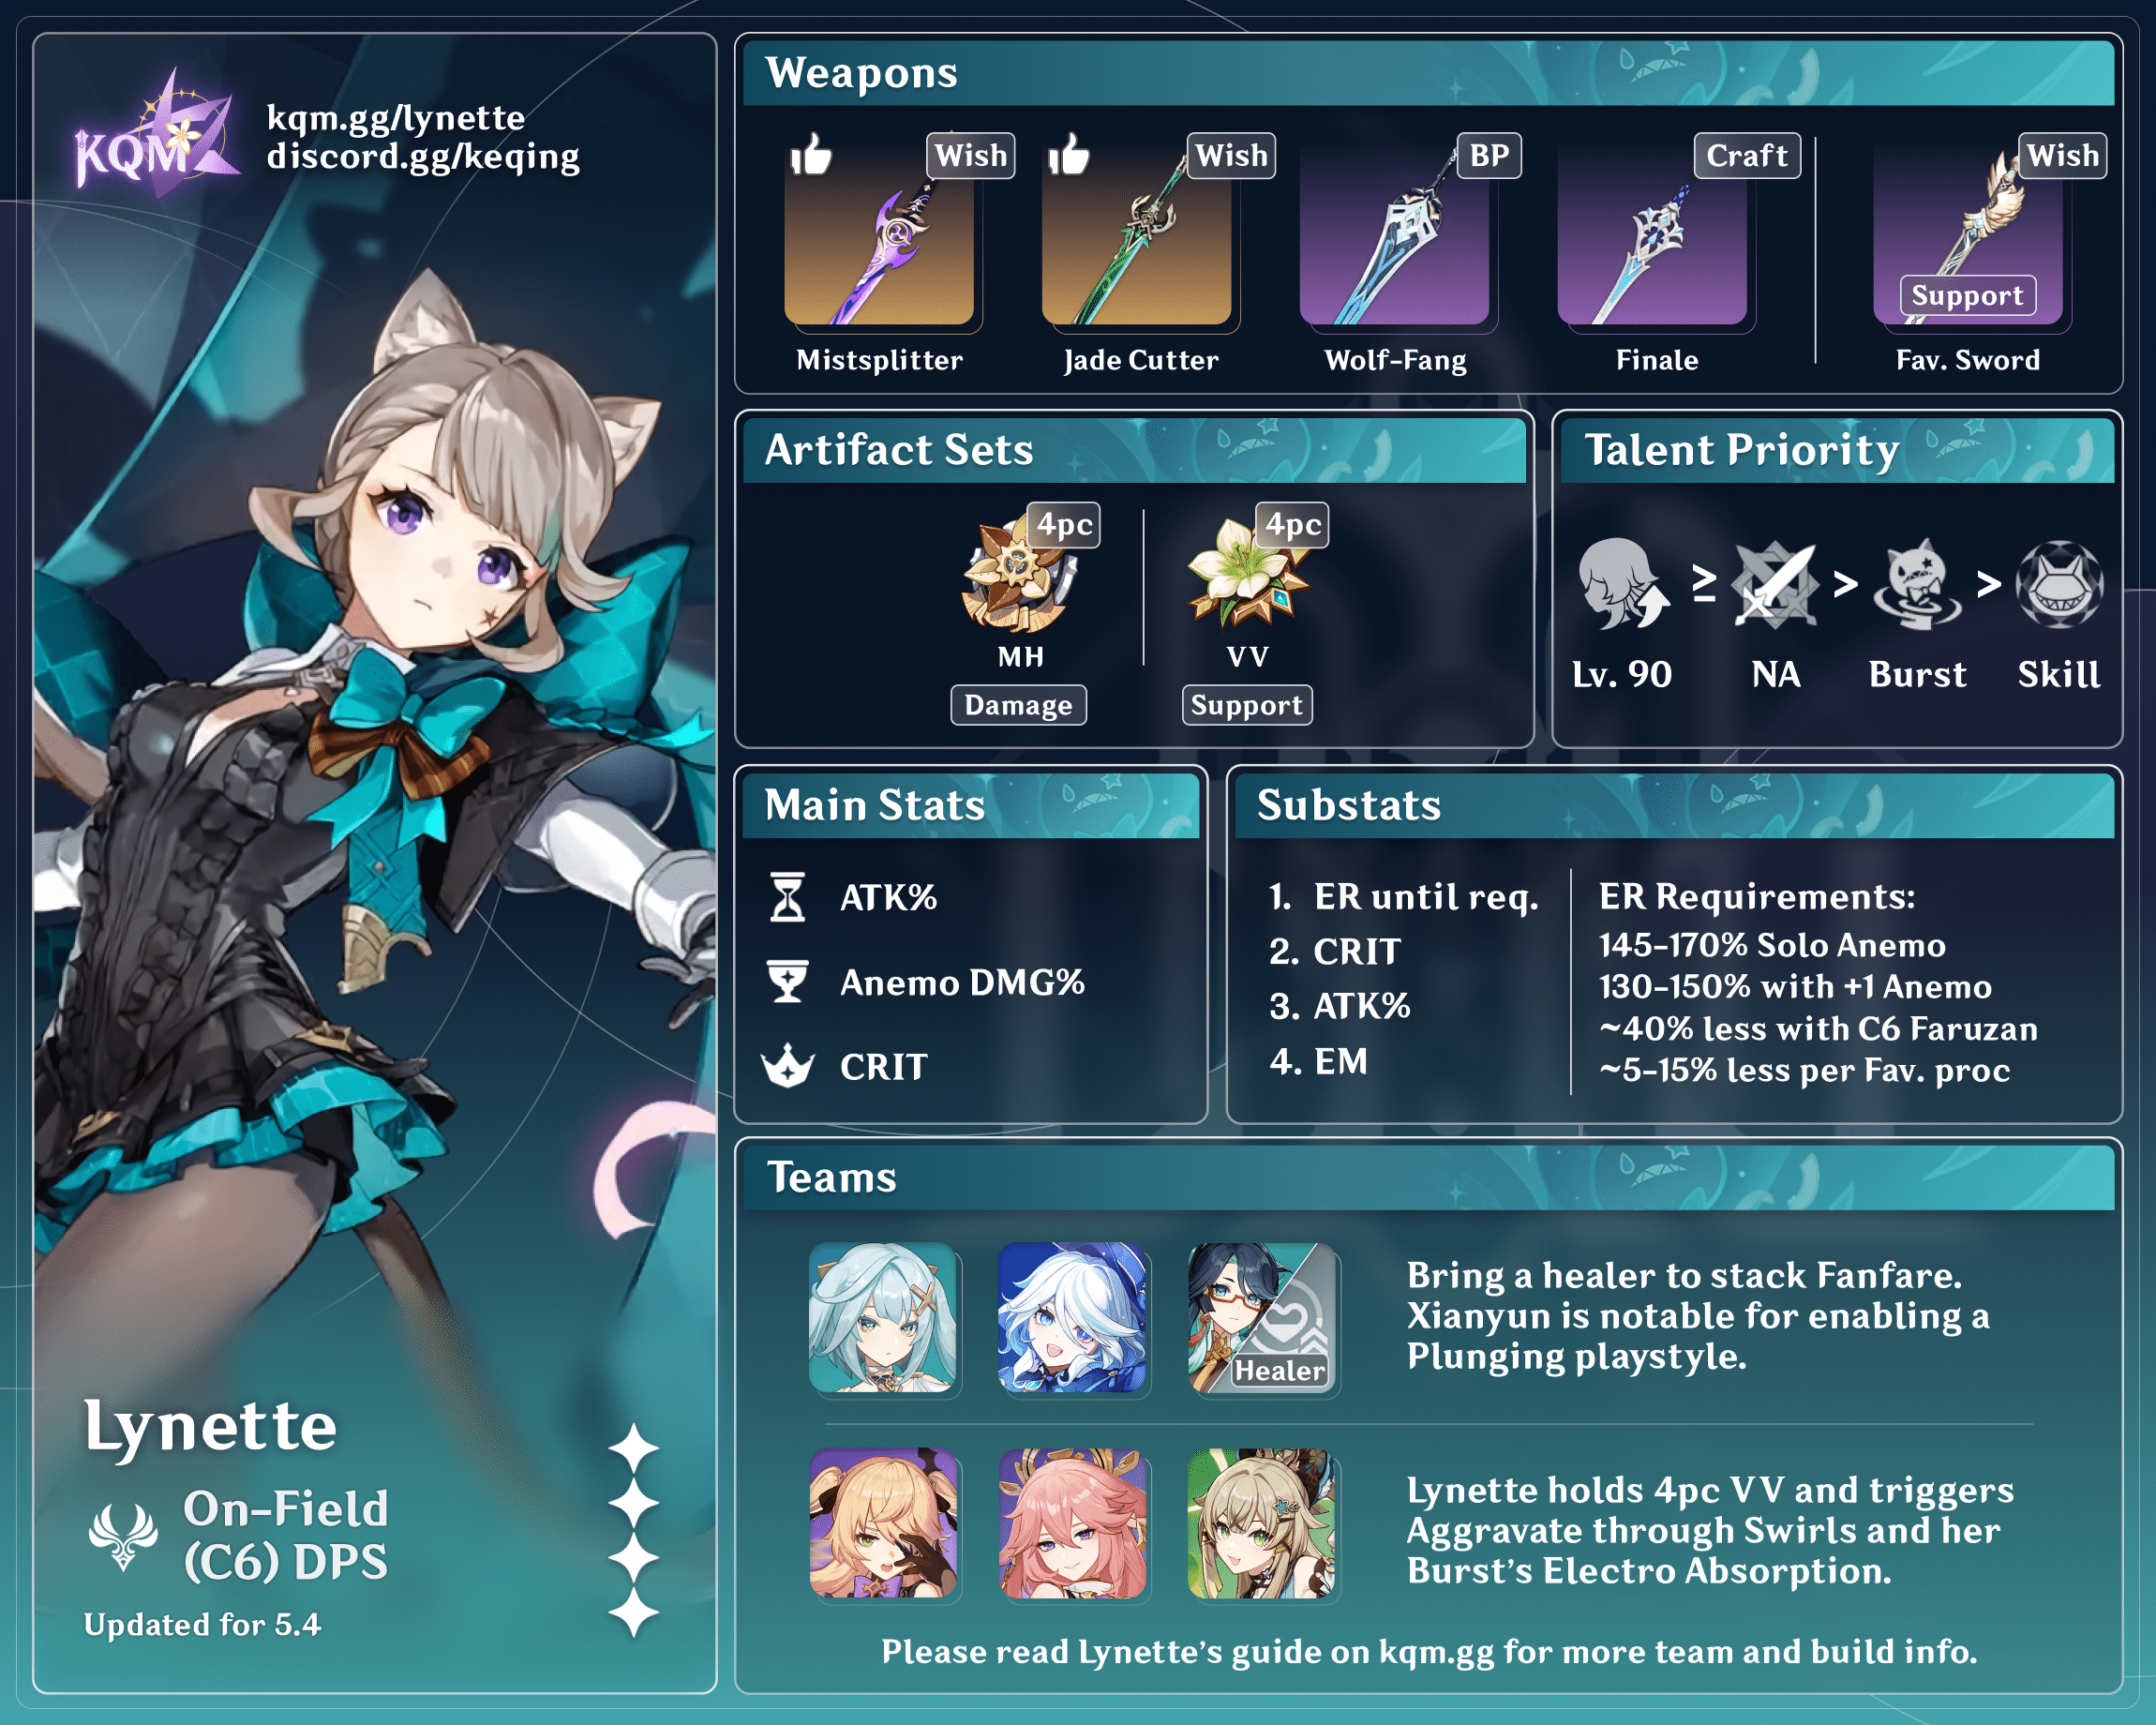 KQM
kqm.gg/lynette
discord.gg/keqing
Lynette
On-Field
(C6) DPS
Updated for 5.4
Weapons
Wish
Wish
BP
Craft
Wish
Support
Mistsplitter
Jade Cutter
Wolf-Fang
Finale
Fav. Sword
Artifact Sets
4pc
4pc
MH
VV
Damage
Support
Talent Priority
≥ > >
Lv. 90
NA
Burst
Skill
Main Stats
ATK%
Anemo DMG%
CRIT
Substats
1. ER until req.
2. CRIT
3. ATK%
4. EM
ER Requirements:
145-170% Solo Anemo
130-150% with +1 Anemo
~40% less with C6 Faruzan
~5-15% less per Fav. proc
Teams
Healer
Bring a healer to stack Fanfare.
Xianyun is notable for enabling a
Plunging playstyle.
Lynette holds 4pc VV and triggers
Aggravate through Swirls and her
Burst's Electro Absorption.
Please read Lynette's guide on kqm.gg for more team and build info.